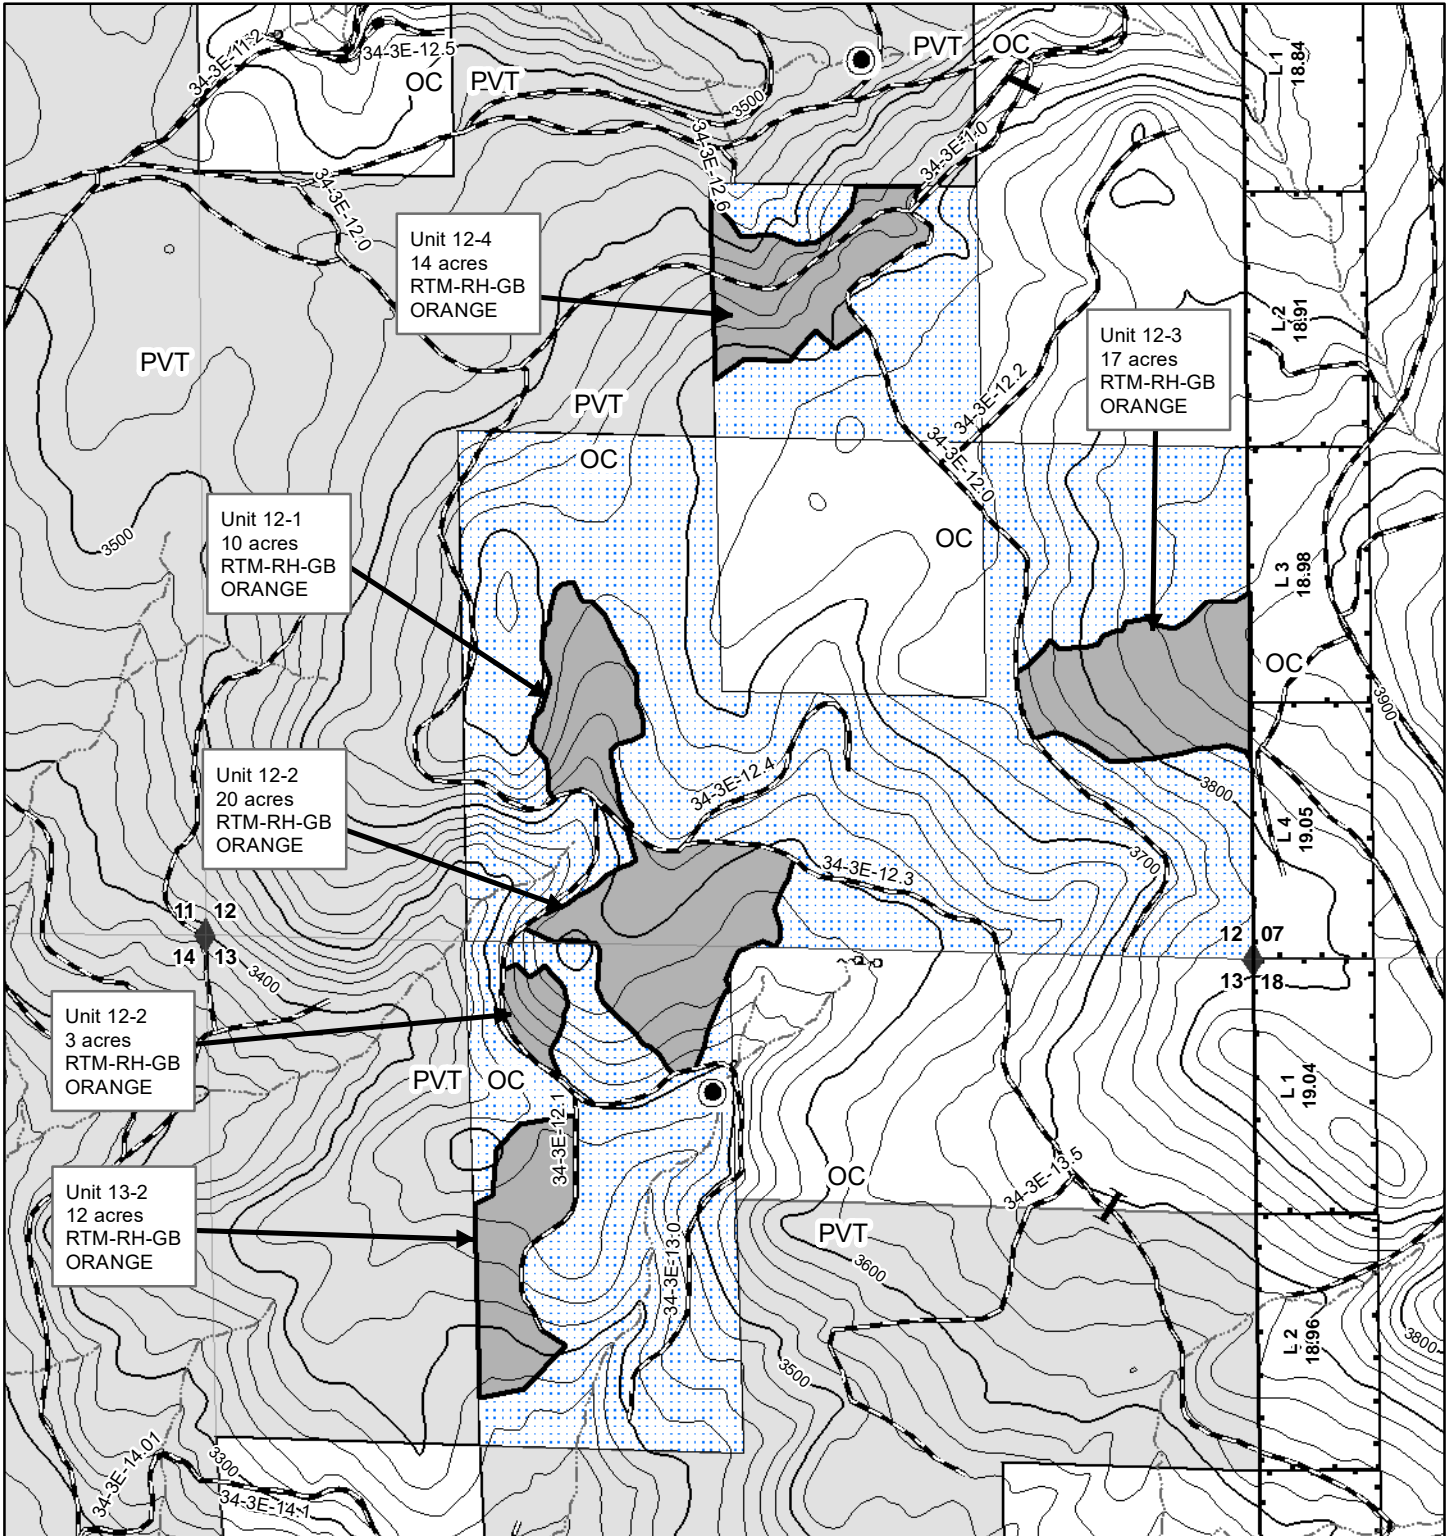 34-3E-11.2
34-3E-12.5
OC
PVT
PVT
OC
3500
L 1
18.84
34-3E-12.0
34-3E-12.6
34-3E-1.0
Unit 12-4
14 acres
RTM-RH-GB
ORANGE
PVT
PVT
OC
34-3E-12.2
34-3E-12.0
Unit 12-3
17 acres
RTM-RH-GB
ORANGE
L 2
18.91
Unit 12-1
10 acres
RTM-RH-GB
ORANGE
3500
OC
L 3
18.98
OC
3900
Unit 12-2
20 acres
RTM-RH-GB
ORANGE
34-3E-12.4
3800
L 4
19.05
34-3E-12.3
3700
11 12
14 13
3400
12 07
13 18
Unit 12-2
3 acres
RTM-RH-GB
ORANGE
PVT
OC
34-3E-12.1
L 1
19.04
Unit 13-2
12 acres
RTM-RH-GB
ORANGE
34-3E-13.0
OC
PVT
34-3E-13.5
3600
3500
L 2
18.96
3800
34-3E-14.01
3300
34-3E-14.1